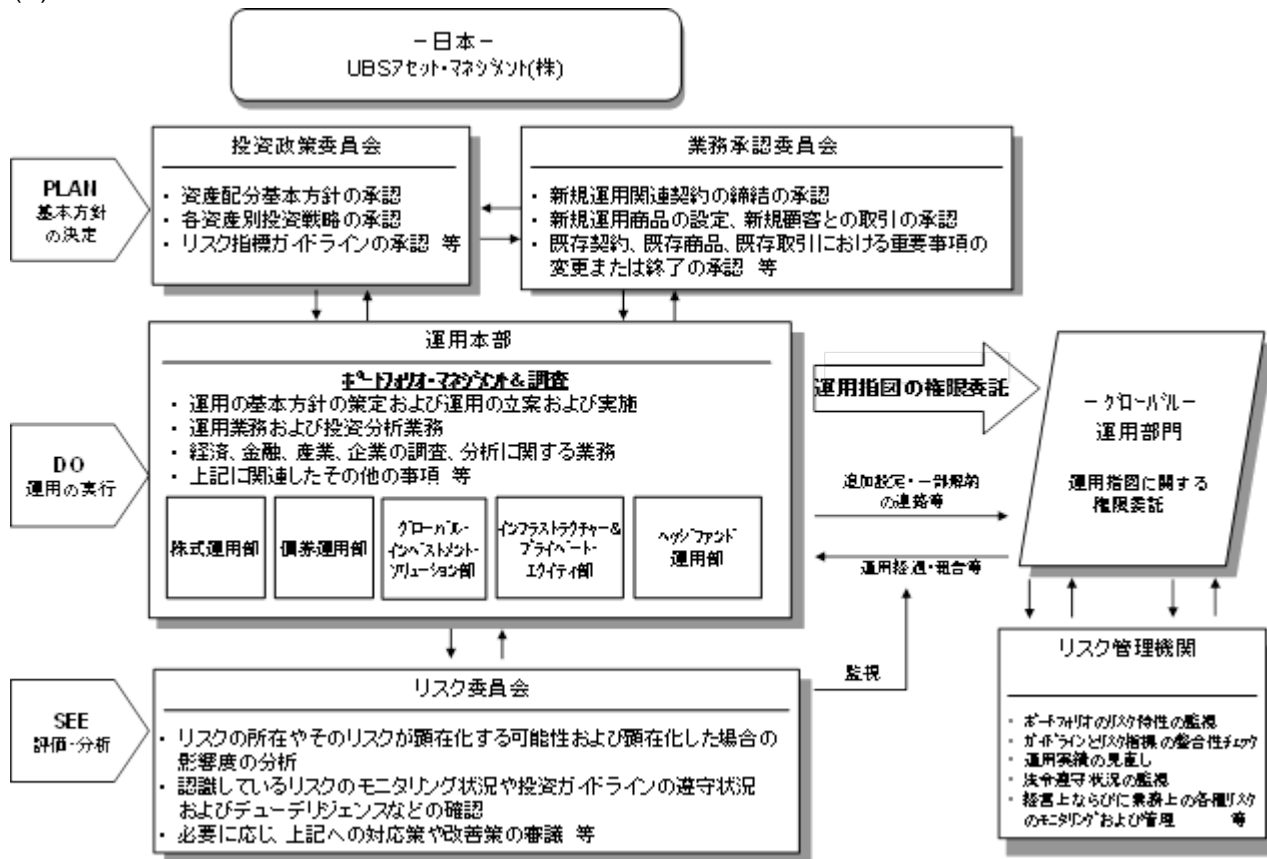 －日本－
UBSｱｾｯﾄ・ﾏﾈｼﾞﾒﾝﾄ(株)
PLAN
基本方針
の決定
投資政策委員会
・ 資産配分基本方針の承認
・ 各資産別投資戦略の承認
・ リスク指標ガイドラインの承認 等
業務承認委員会
・ 新規運用関連契約の締結の承認
・ 新規運用商品の設定、新規顧客との取引の承認
・ 既存契約、既存商品、既存取引における重要事項の
変更または終了の承認 等
DO
運用の実行
運用本部
ﾎﾟｰﾄﾌｫﾘｵ・ﾏﾈｼﾞﾒﾝﾄ＆調査
・ 運用の基本方針の策定および運用の立案および実施
・ 運用業務および投資分析業務
・ 経済、金融、産業、企業の調査、分析に関する業務
・ 上記に関連したその他の事項 等
株式運用部
債券運用部
ｸﾞﾛｰﾊﾞﾙ・
ｲﾝﾍﾞｽﾄﾒﾝﾄ・
ｿﾘｭｰｼｮﾝ部
ｲﾝﾌﾗｽﾄﾗｸﾁｬｰ＆
ﾌﾟﾗｲﾍﾞｰﾄ・
ｴｸｲﾃｨ部
ﾍｯｼﾞﾌｧﾝﾄﾞ
運用部
運用指図の権限委託
追加設定・一部解約
の連絡等
運用経過・報告等
－ｸﾞﾛｰﾊﾞﾙ－
運用部門
運用指図に関する
権限委託
SEE
評価・分析
リスク委員会
・ リスクの所在やそのリスクが顕在化する可能性および顕在化した場合の
影響度の分析
・ 認識しているリスクのモニタリング状況や投資ガイドラインの遵守状況
およびデューデリジェンスなどの確認
・ 必要に応じ、上記への対応策や改善策の審議 等
監視
リスク管理機関
・ ﾎﾟｰﾄﾌｫﾘｵのﾘｽｸ特性の監視
・ ｶﾞｲﾄﾞﾗｲﾝとﾘｽｸ指標の整合性ﾁｪｯｸ
・ 運用実績の見直し
・ 法令遵守状況の監視
・ 経営上ならびに業務上の各種ﾘｽｸ
のﾓﾆﾀﾘﾝｸﾞおよび管理 等